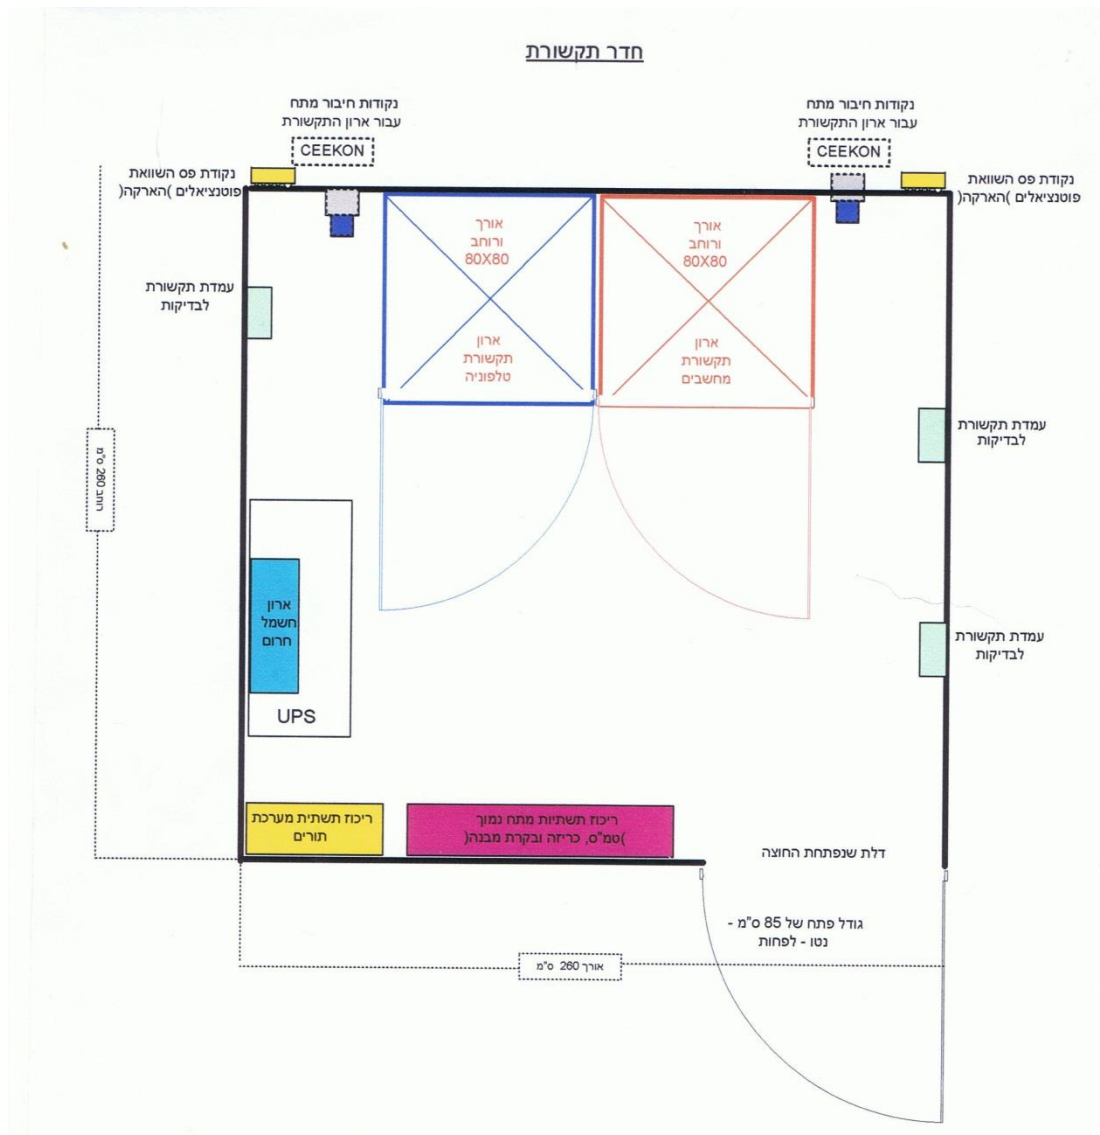 חדר תקשורת
נקודות חיבור מתח
עבור ארון התקשורת
CEEKON
נקודות חיבור מתח
עבור ארון התקשורת
CEEKON
נקודת פס השוואת
פוטנציאלים )הארקה(
נקודת פס השוואת
פוטנציאלים )הארקה(
אורך
ורוחב
80X80
ארון
תקשורת
מחשבים
אורך
ורוחב
80X80
ארון
תקשורת
טלפוניה
עמדת תקשורת
לבדיקות
עמדת תקשורת
לבדיקות
עמדת תקשורת
לבדיקות
רוחב 260 ס"מ
ארון
חשמל
חרום
UPS
ריכוז תשתיות מתח נמוך
)טמ"ס, כריזה ובקרת מבנה(
ריכוז תשתית מערכת
תורים
דלת שנפתחת החוצה
גודל פתח של 85 ס"מ -
נטו - לפחות
אורך 260 ס"מ